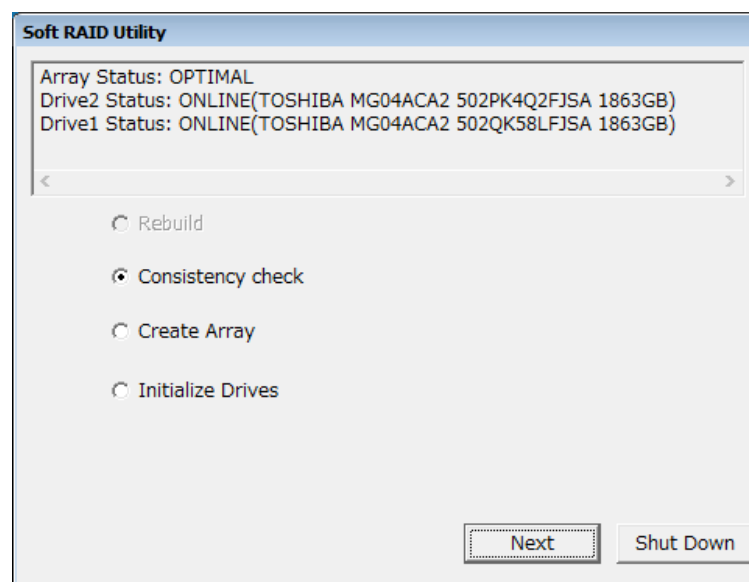 Soft RAID Utility
Array Status: OPTIMAL
Drive2 Status: ONLINE(TOSHIBA MG04ACA2 502PK4Q2FJSA 1863GB)
Drive1 Status: ONLINE(TOSHIBA MG04ACA2 502QK58LFJSA 1863GB)
Rebuild
Consistency check
Create Array
Initialize Drives
Next
Shut Down